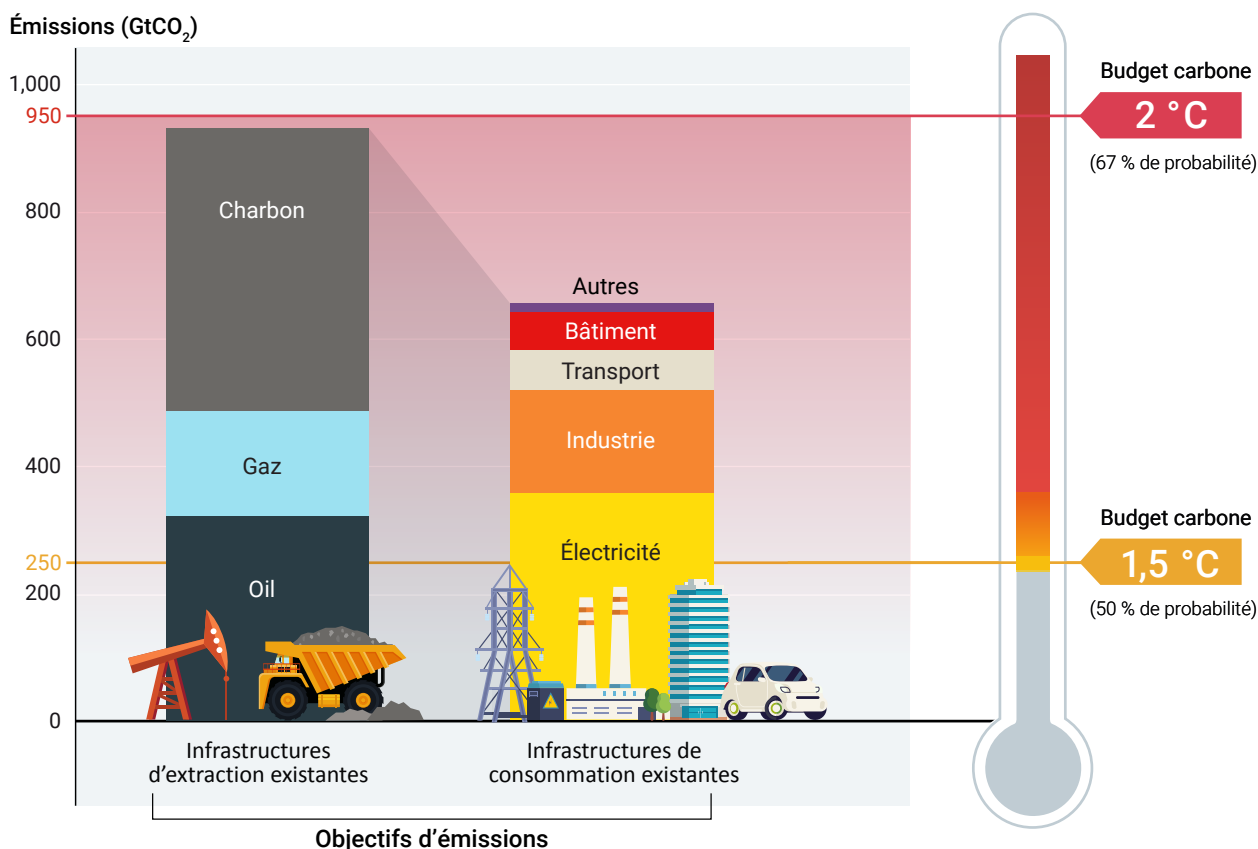 Émissions (GtCO₂)
1,000
950
800
600
400
250
200
0
Charbon
Gaz
Oil
Autres
Bâtiment
Transport
Industrie
Électricité
Infrastructures
d’extraction existantes
Infrastructures de
consommation existantes
Objectifs d’émissions
Budget carbone
2 °C
(67 % de probabilité)
Budget carbone
1,5 °C
(50 % de probabilité)